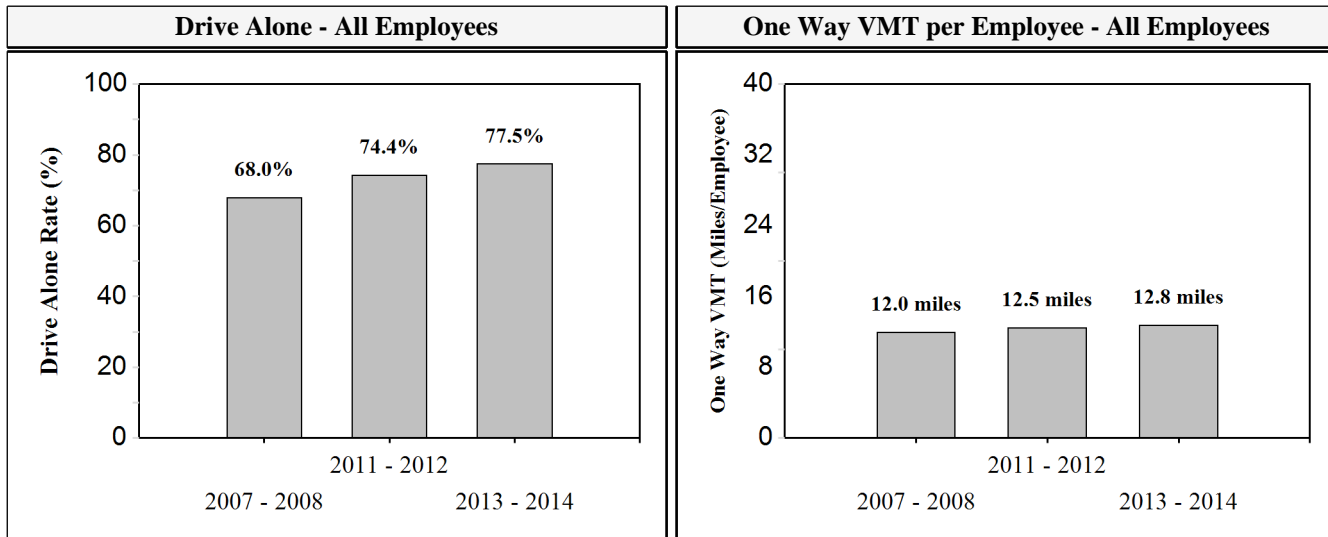 Drive Alone - All Employees
Drive Alone Rate (%)
100
80
60
40
20
0
68.0%
74.4%
77.5%
2011 - 2012
2007 - 2008 2013 - 2014
One Way VMT per Employee - All Employees
One Way VMT (Miles/Employee)
40
32
24
16
8
0
12.0 miles
12.5 miles
12.8 miles
2011 - 2012
2007 - 2008 2013 - 2014